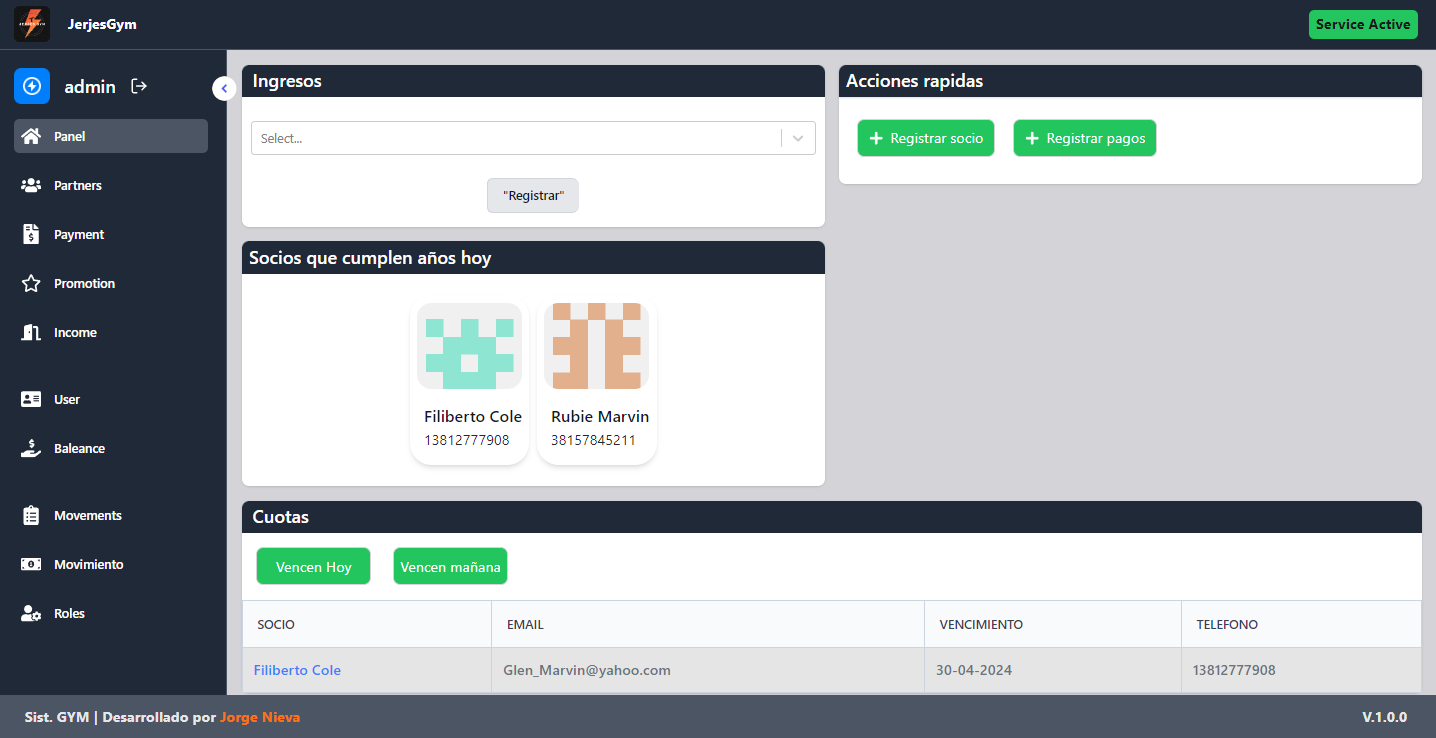 JerjesGym
Service Active
admin
Panel
Partners
Payment
Promotion
Income
User
Baleance
Movements
Movimiento
Roles
Ingresos
Select...
"Registrar"
Acciones rapidas
Registrar socio
Registrar pagos
Socios que cumplen años hoy
Filiberto Cole
13812777908
Rubie Marvin
38157845211
Cuotas
Vencen Hoy
Vencen mañana
SOCIO EMAIL VENCIMIENTO TELEFONO
Filiberto Cole Glen_Marvin@yahoo.com 30-04-2024 13812777908
Sist. GYM | Desarrollado por Jorge Nieva
V.1.0.0